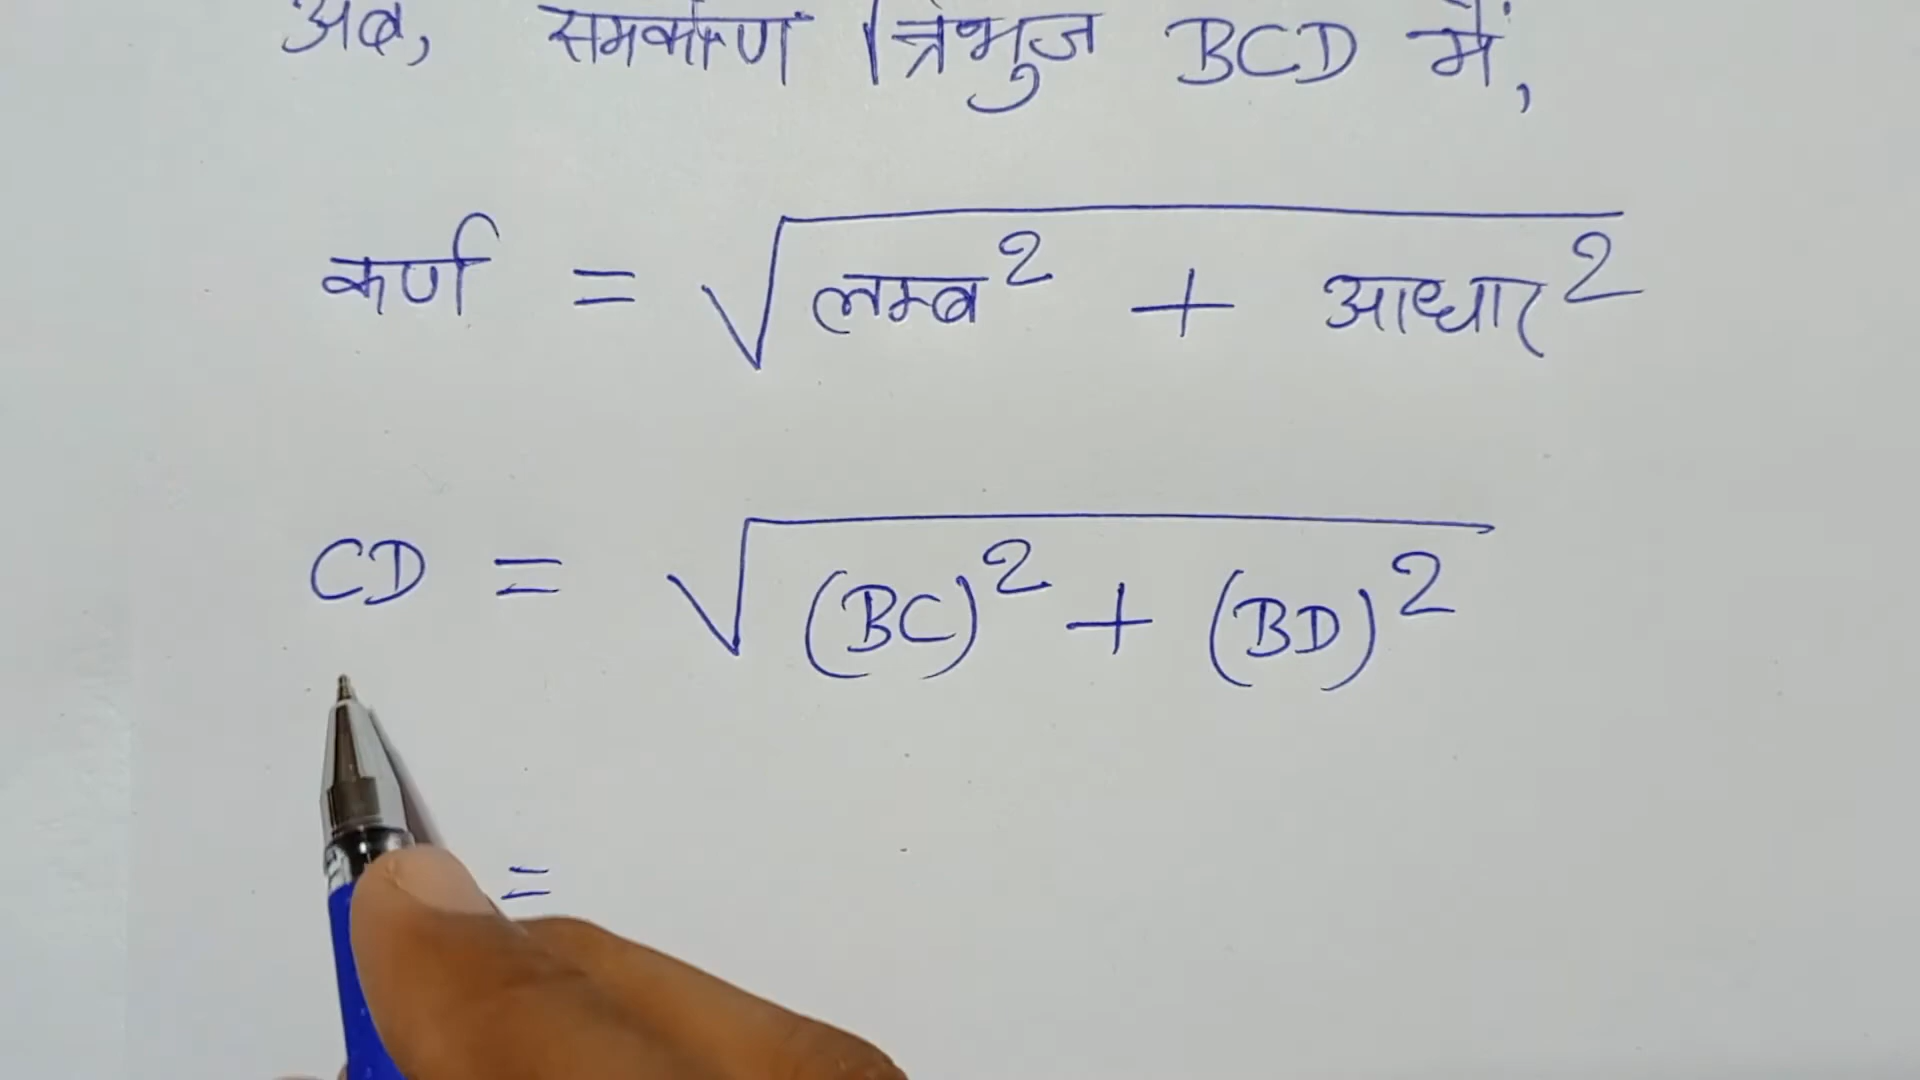 अब, समकोण त्रिभुज BCD में,
कर्ण = √लम्ब² + आधार²
CD = √(BC)² + (BD)²
=